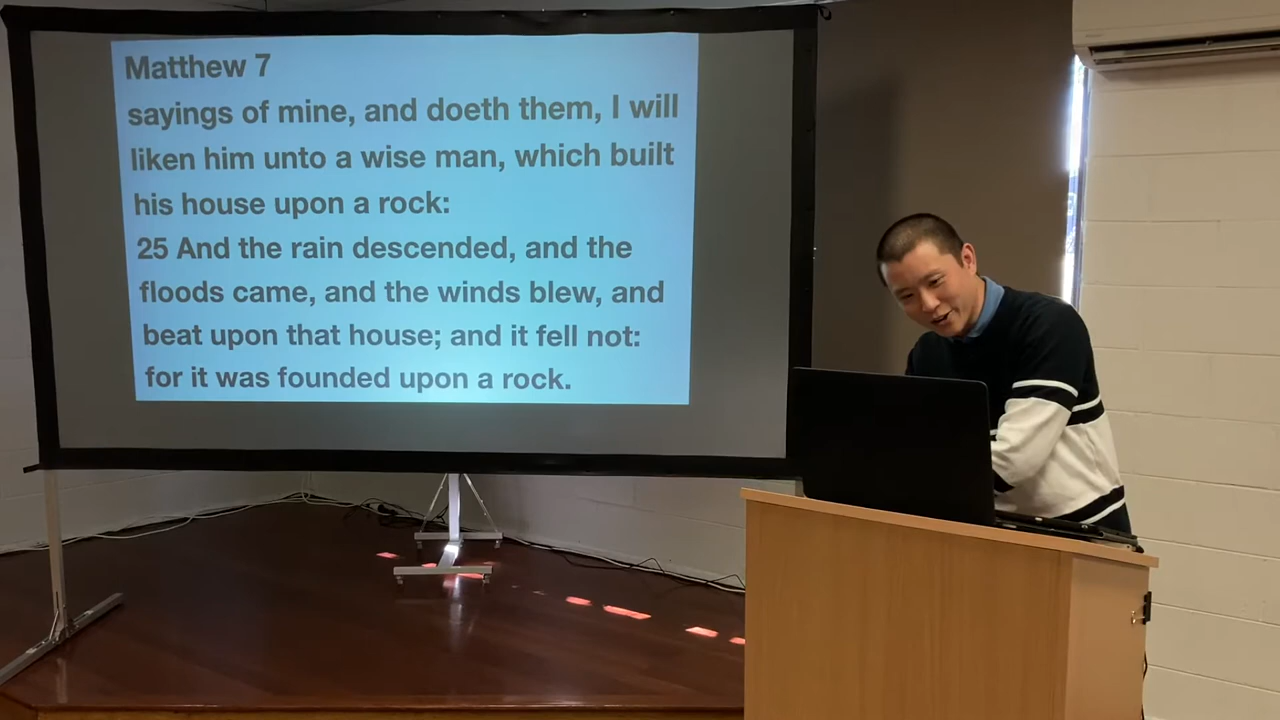 Matthew 7
sayings of mine, and doeth them, I will
liken him unto a wise man, which built
his house upon a rock:
25 And the rain descended, and the
floods came, and the winds blew, and
beat upon that house; and it fell not:
for it was founded upon a rock.